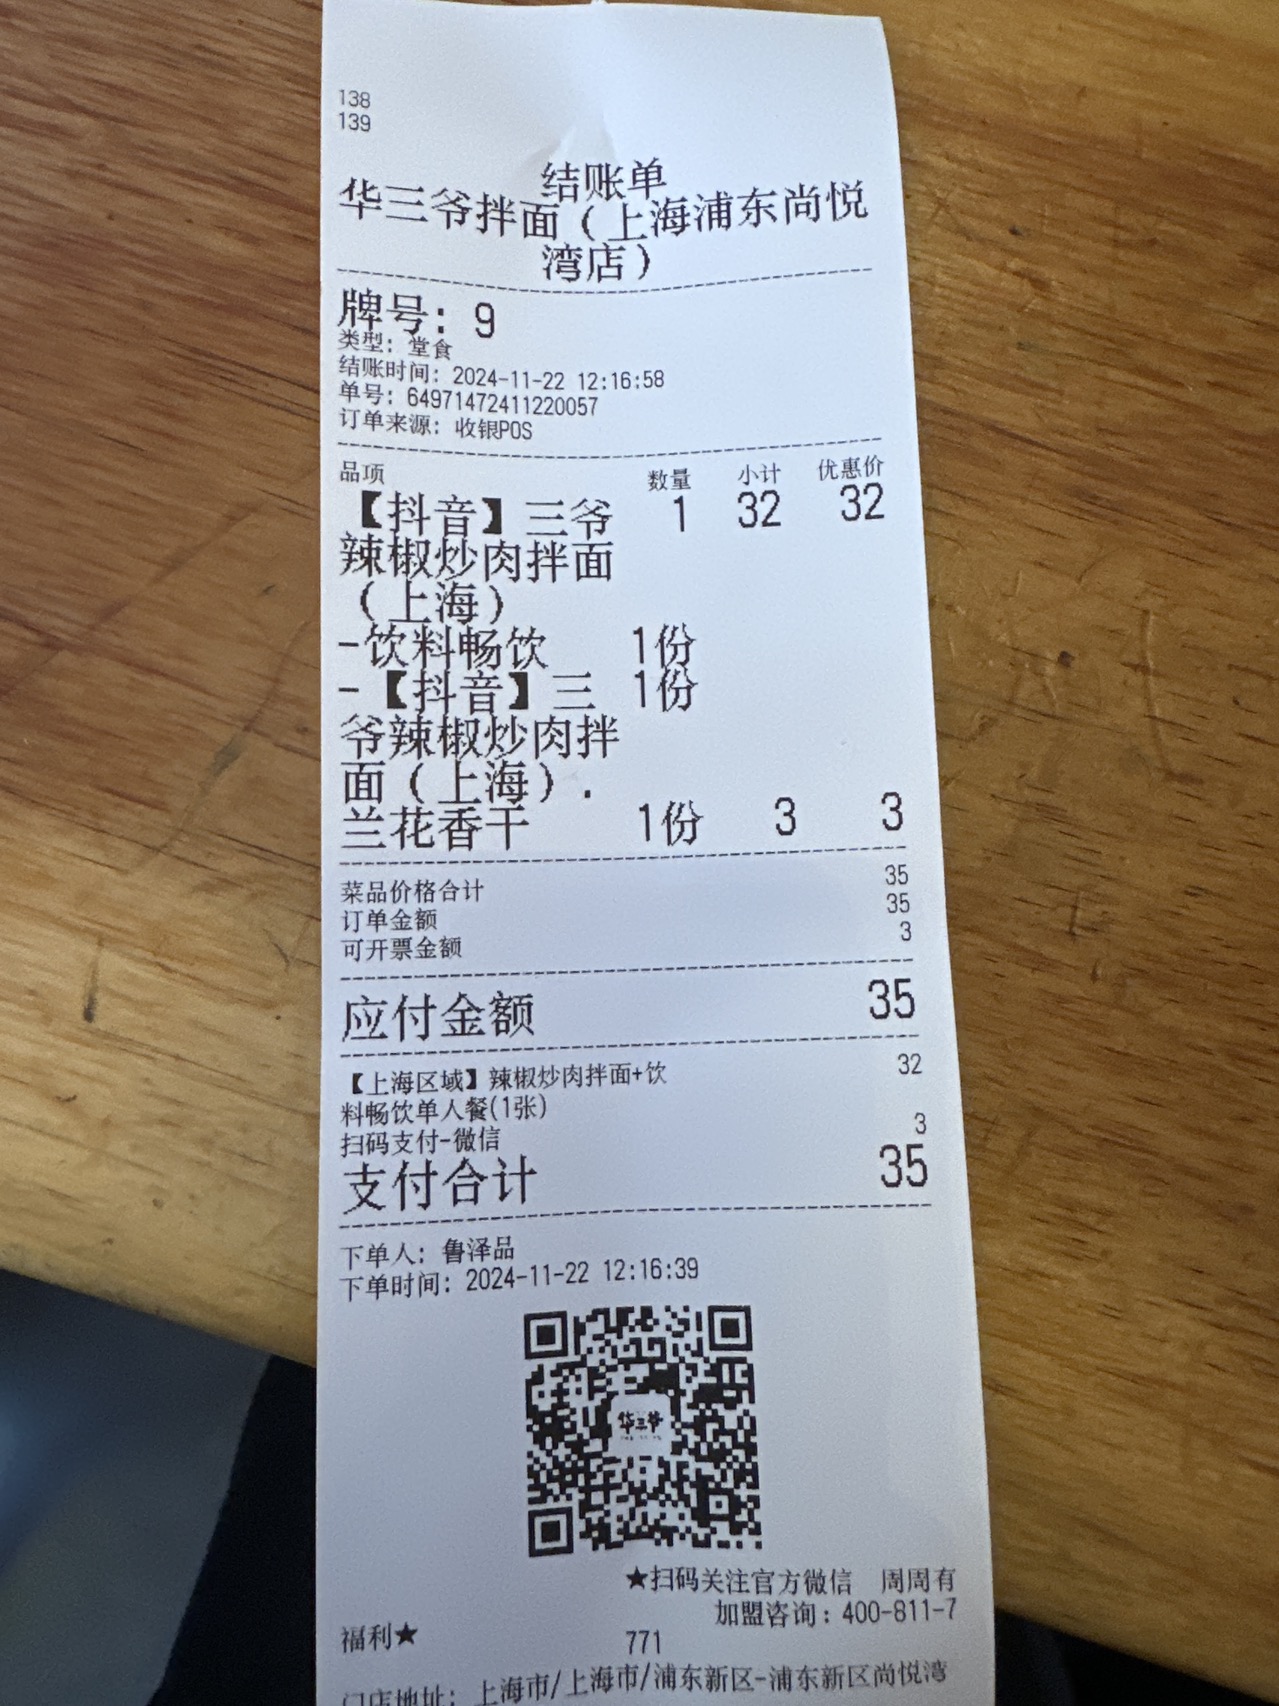 138
139
结账单
华三爷拌面（上海浦东尚悦
湾店）
牌号：9
类型：堂食
结账时间：2024-11-22 12:16:58
单号：64971472411220057
订单来源：收银POS
品项 数量 小计 优惠价
【抖音】三爷 1 32 32
辣椒炒肉拌面
（上海）
-饮料畅饮 1份
-【抖音】三 1份
爷辣椒炒肉拌
面（上海）.
兰花香干 1份 3 3
菜品价格合计 35
订单金额 35
可开票金额 3
应付金额 35
【上海区域】辣椒炒肉拌面+饮 32
料畅饮单人餐(1张)
扫码支付-微信 3
支付合计 35
下单人：鲁泽品
下单时间：2024-11-22 12:16:39
华三爷
★扫码关注官方微信 周周有
加盟咨询：400-811-7
福利★ 771
门店地址：上海市/上海市/浦东新区-浦东新区尚悦湾